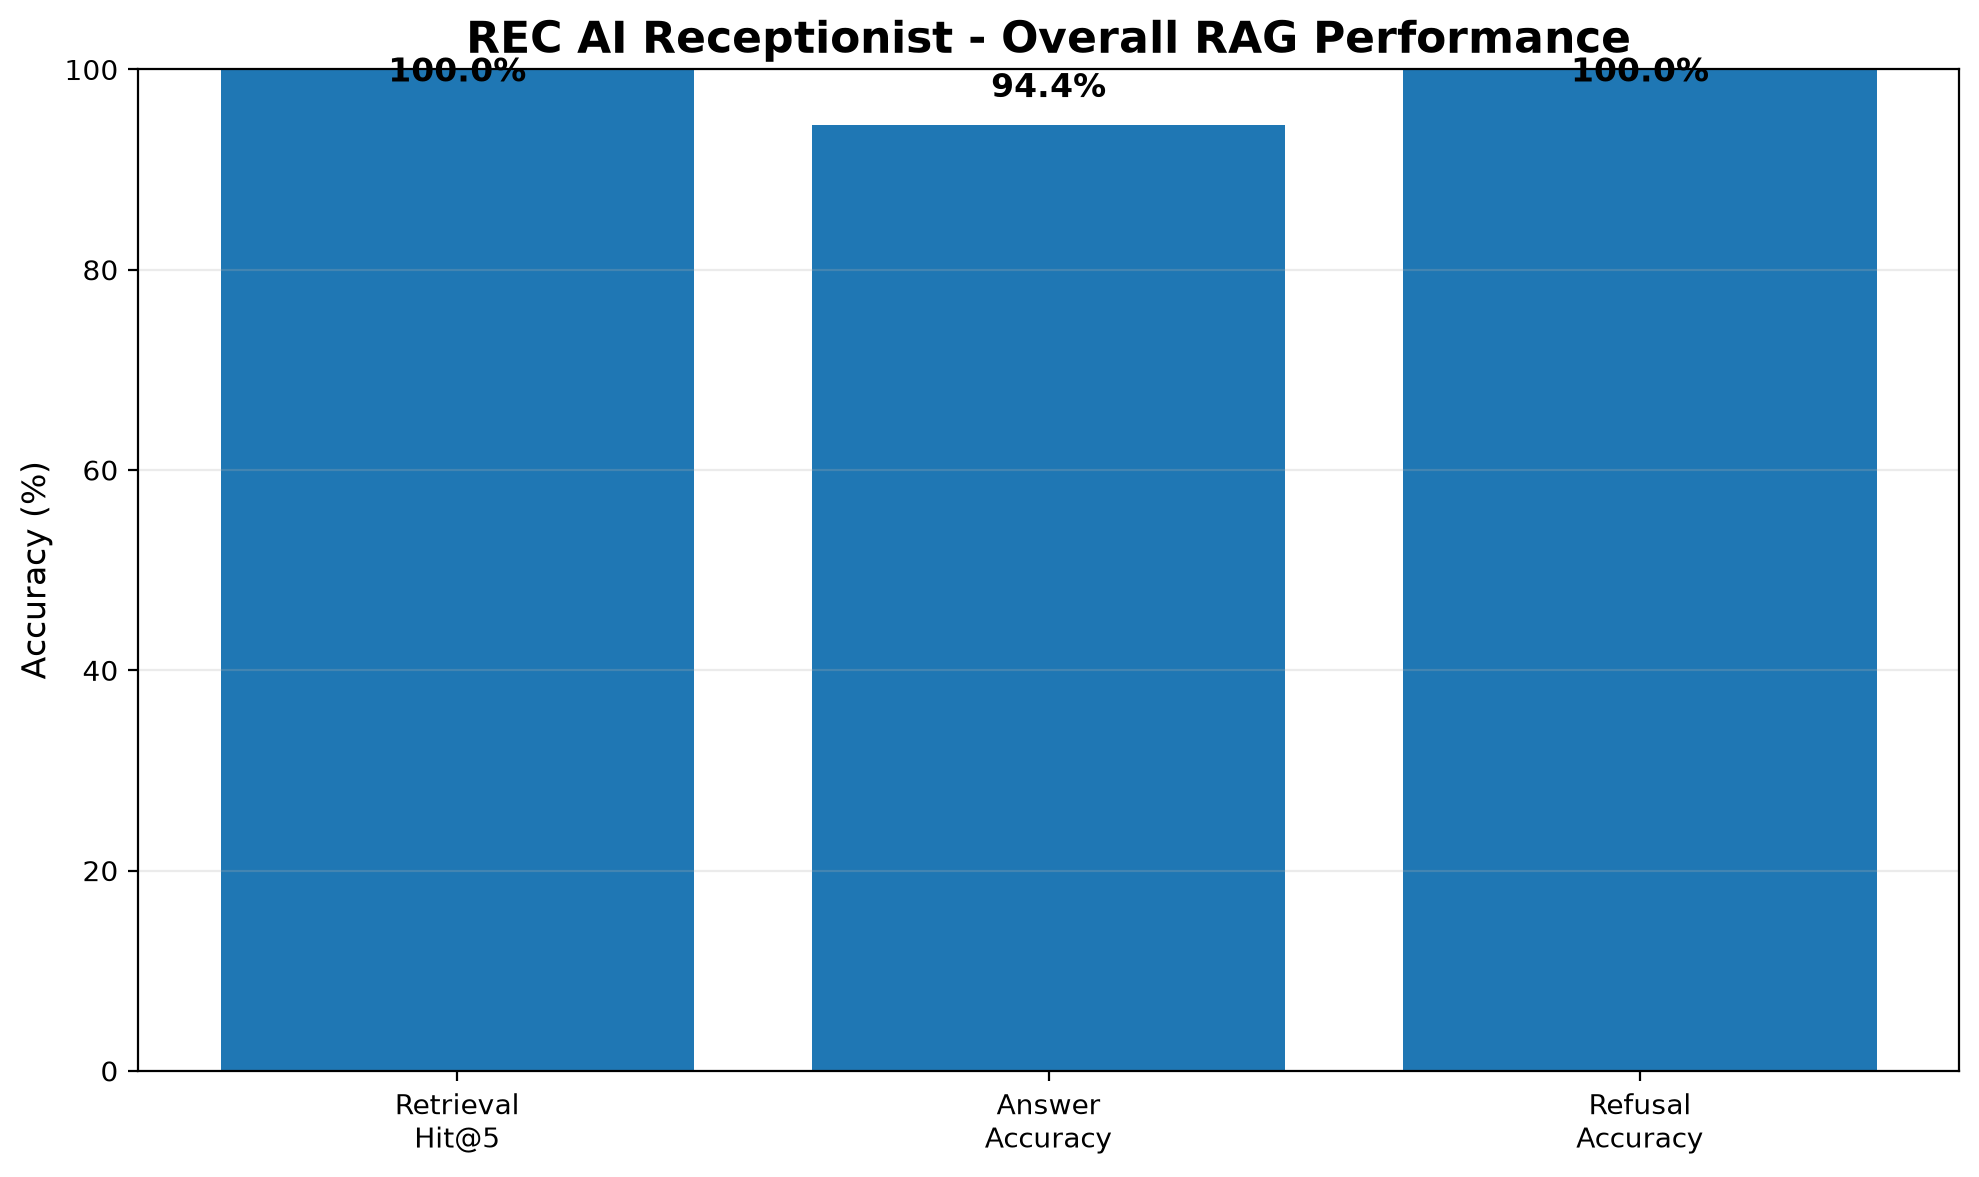 REC AI Receptionist - Overall RAG Performance
100.0%
94.4%
100.0%
100
80
60
40
20
0
Accuracy (%)
Retrieval
Hit@5
Answer
Accuracy
Refusal
Accuracy